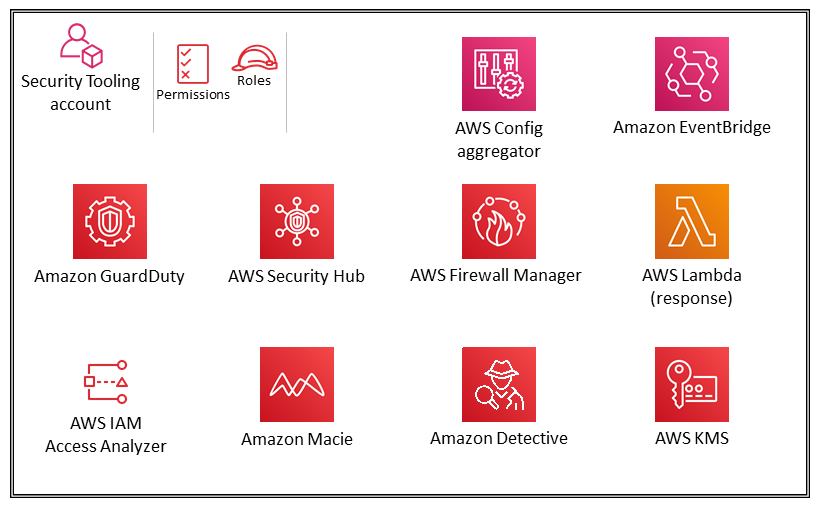 Security Tooling
account
Permissions
Roles
AWS Config
aggregator
Amazon EventBridge
Amazon GuardDuty
AWS Security Hub
AWS Firewall Manager
AWS Lambda
(response)
AWS IAM
Access Analyzer
Amazon Macie
Amazon Detective
AWS KMS